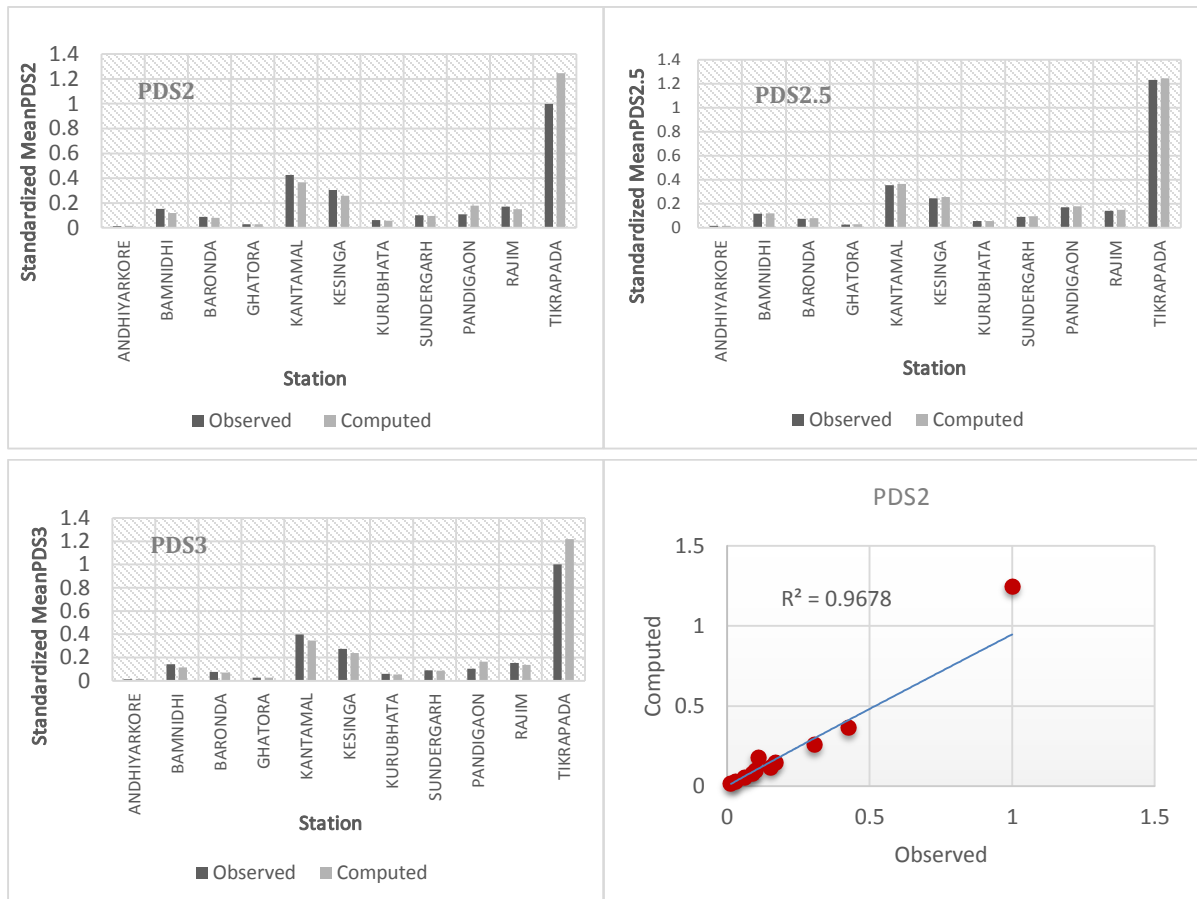 Standardized MeanPDS2
1.4
1.2
1
0.8
0.6
0.4
0.2
0
PDS2
ANDHIYARKORE
BAMNIDHI
BARONDA
GHATORA
KANTAMAL
KESINGA
KURUBHATA
SUNDERGARH
PANDIGAON
RAJIM
TIKRAPADA
Station
Observed Computed
Standardized MeanPDS2.5
1.4
1.2
1
0.8
0.6
0.4
0.2
0
PDS2.5
ANDHIYARKORE
BAMNIDHI
BARONDA
GHATORA
KANTAMAL
KESINGA
KURUBHATA
SUNDERGARH
PANDIGAON
RAJIM
TIKRAPADA
Station
Observed Computed
Standardized MeanPDS3
1.4
1.2
1
0.8
0.6
0.4
0.2
0
PDS3
ANDHIYARKORE
BAMNIDHI
BARONDA
GHATORA
KANTAMAL
KESINGA
KURUBHATA
SUNDERGARH
PANDIGAON
RAJIM
TIKRAPADA
Station
Observed Computed
PDS2
Computed
1.5
1
0.5
0
R² = 0.9678
0 0.5 1 1.5
Observed